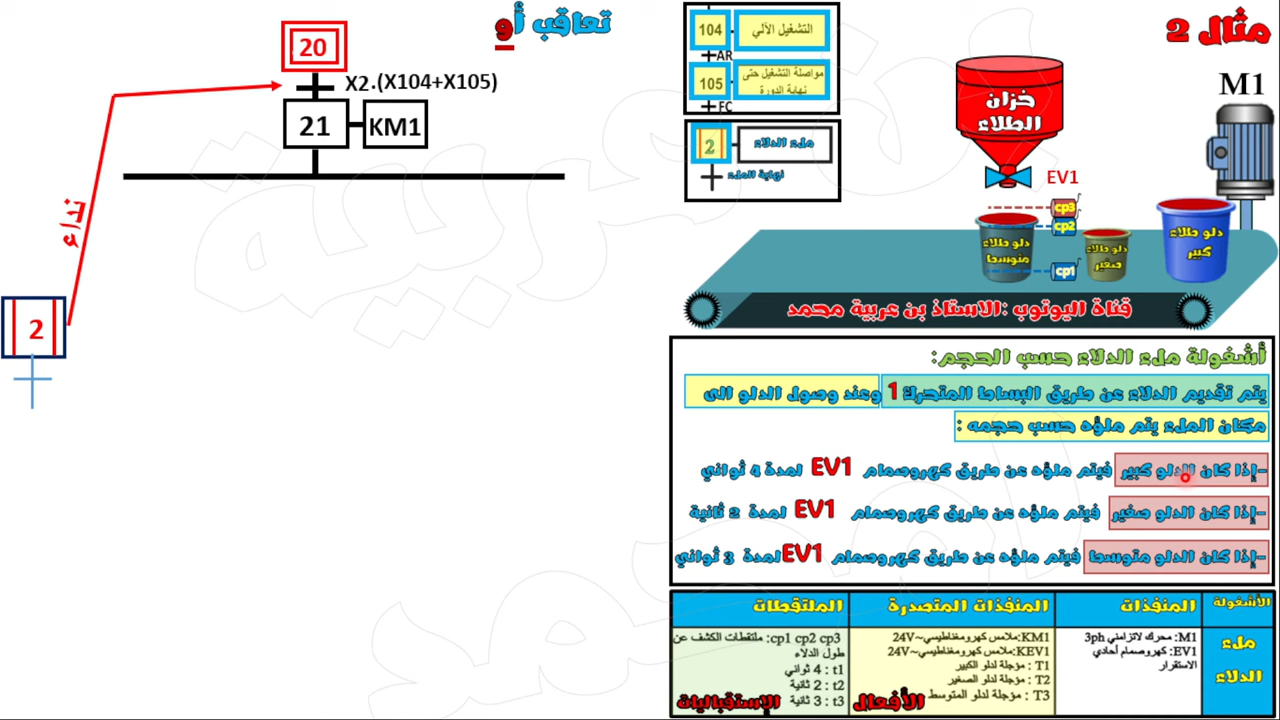 مثال 2
تعاقب أو
20
X2.(X104+X105)
21
KM1
نداء
2
104
التشغيل الآلي
AR
105
مواصلة التشغيل حتى
نهاية الدورة
FC
2
ملء الدلاء
نهاية الملء
M1
خزان
الطلاء
EV1
cp3
cp2
cp1
دلو طلاء
متوسط
دلو طلاء
صغير
دلو طلاء
كبير
قناة اليوتوب :الاستاذ بن عربية محمد
أشغولة ملء الدلاء حسب الحجم:
يتم تقديم الدلاء عن طريق البساط المتحرك 1 وعند وصول الدلو الى
مكان الملء يتم ملؤه حسب حجمه :
-إذا كان الدلو كبير فيتم ملؤه عن طريق كهروصمام EV1 لمدة 4 ثواني
-إذا كان الدلو صغير فيتم ملؤه عن طريق كهروصمام EV1 لمدة 2 ثانية
-إذا كان الدلو متوسط فيتم ملؤه عن طريق كهروصمام EV1 لمدة 3 ثواني
الأشغولة
المنفذات
المنفذات المتصدرة
الملتقطات
ملء
الدلاء
M1: محرك لاتزامني 3ph
EV1: كهروصمام أحادي
الاستقرار
KM1:ملامس كهرومغناطيسي~24V
KEV1:ملامس كهرومغناطيسي~24V
T1 : مؤجلة لدلو الكبير
T2 : مؤجلة لدلو الصغير
T3 : مؤجلة لدلو المتوسط
الأفعال
cp1 cp2 cp3: ملتقطات الكشف عن
طول الدلاء
t1 : 4 ثواني
t2 : 2 ثانية
t3 : 3 ثانية
الإستقباليات